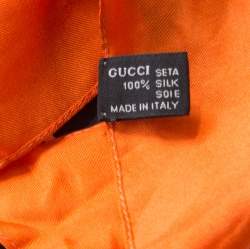 GUCCI SETA
100% SILK
SOIE
MADE IN ITALY